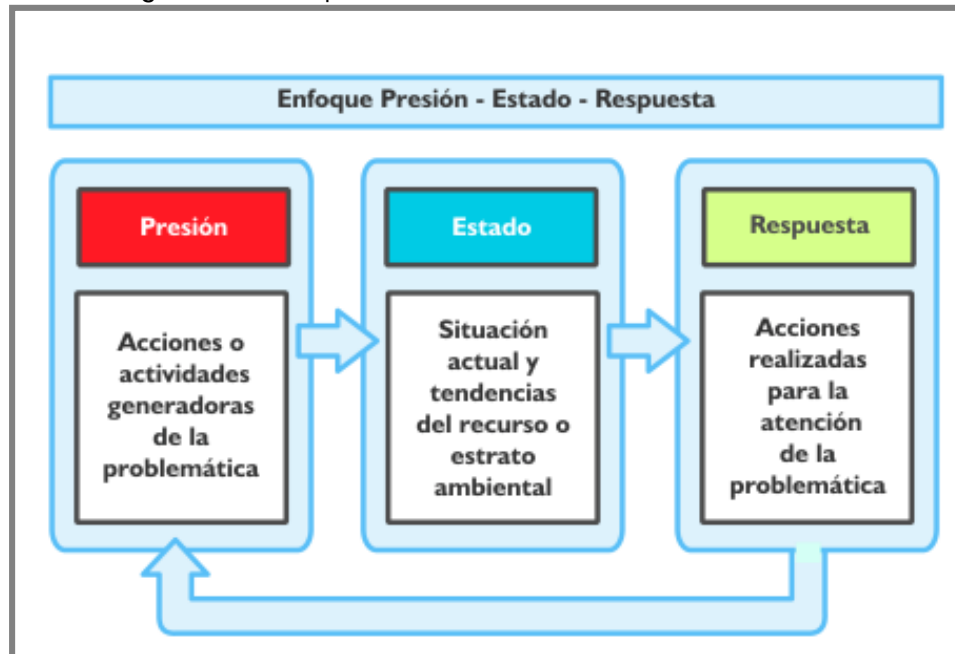 Enfoque Presión - Estado - Respuesta
Presión
Acciones o
actividades
generadoras
de la
problemática
Estado
Situación
actual y
tendencias
del recurso o
estrato
ambiental
Respuesta
Acciones
realizadas
para la
atención
de la
problemática